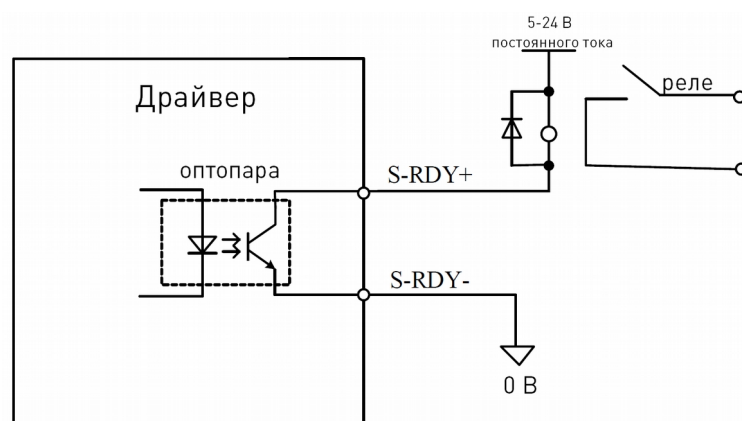 5-24 В
постоянного тока
Драйвер
реле
оптопара
S-RDY+
S-RDY-
0 В